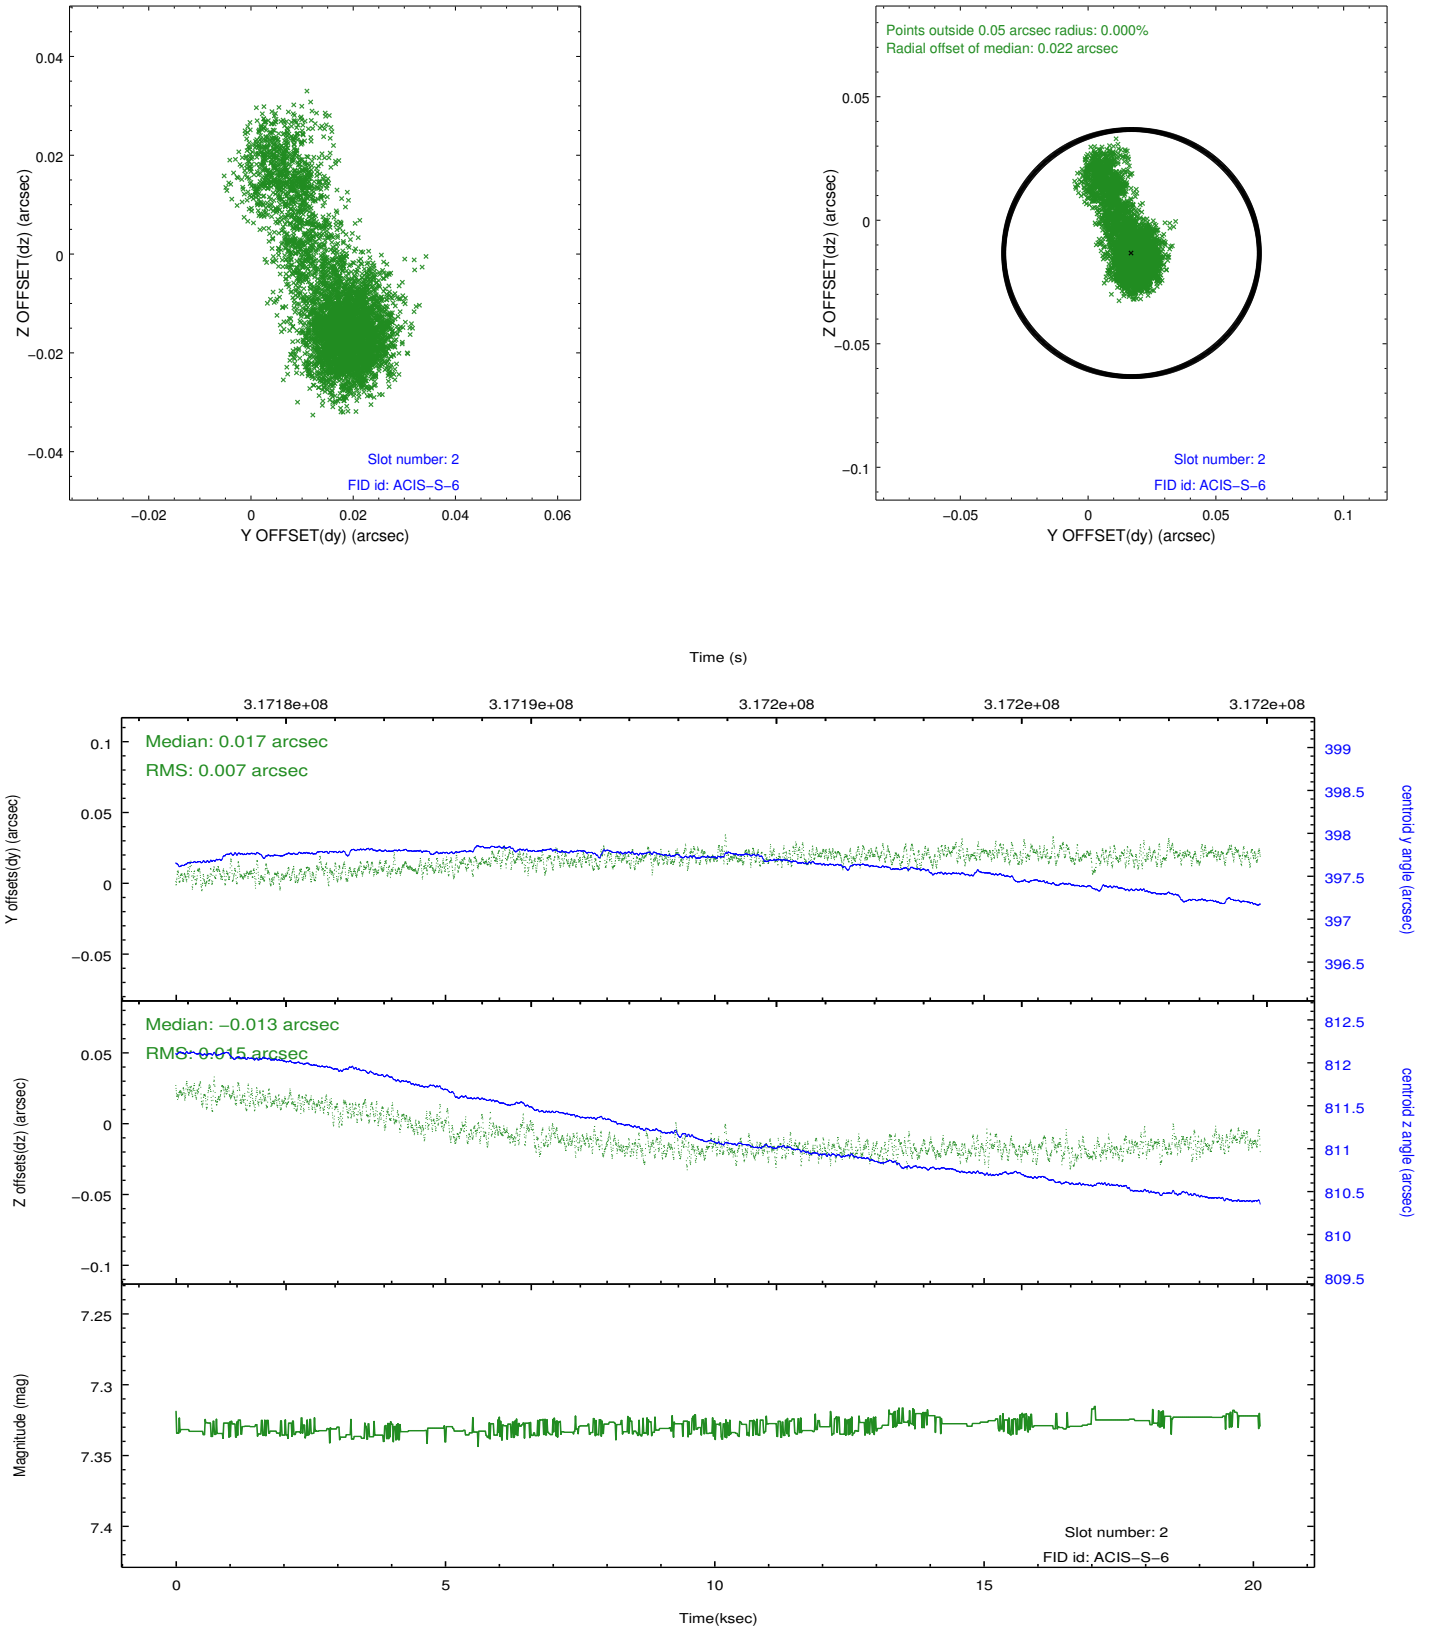 0.04
0.02
0
−0.02
−0.04
Z OFFSET(dz) (arcsec)
Slot number: 2
FID id: ACIS−S−6
−0.02
0
0.02
0.04
0.06
Y OFFSET(dy) (arcsec)
Points outside 0.05 arcsec radius: 0.000%
Radial offset of median: 0.022 arcsec
0.05
0
−0.05
−0.1
Z OFFSET(dz) (arcsec)
Slot number: 2
FID id: ACIS−S−6
−0.05
0
0.05
0.1
Y OFFSET(dy) (arcsec)
Time (s)
3.1718e+08
3.1719e+08
3.172e+08
3.172e+08
3.172e+08
Median: 0.017 arcsec
RMS: 0.007 arcsec
0.1
0.05
0
−0.05
Y offsets(dy) (arcsec)
399
398.5
398
397.5
397
396.5
centroid y angle (arcsec)
Median: −0.013 arcsec
RMS: 0.015 arcsec
0.05
0
−0.05
−0.1
Z offsets(dz) (arcsec)
812.5
812
811.5
811
810.5
810
809.5
centroid z angle (arcsec)
7.25
7.3
7.35
7.4
Magnitude (mag)
Slot number: 2
FID id: ACIS−S−6
0
5
10
15
20
Time(ksec)